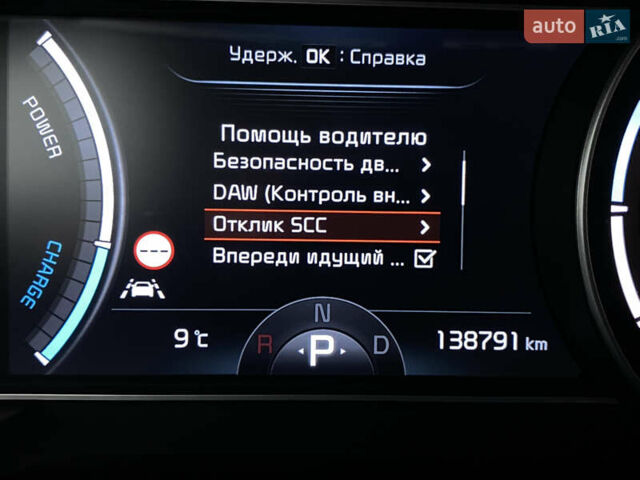 auto RIA.com
Удерж. OK : Справка
Помощь водителю
Безопасность дв...
DAW (Контроль вн...
Отклик SCC
Впереди идущий ...
POWER
CHARGE
---
N
R P D
9°C
138791 km